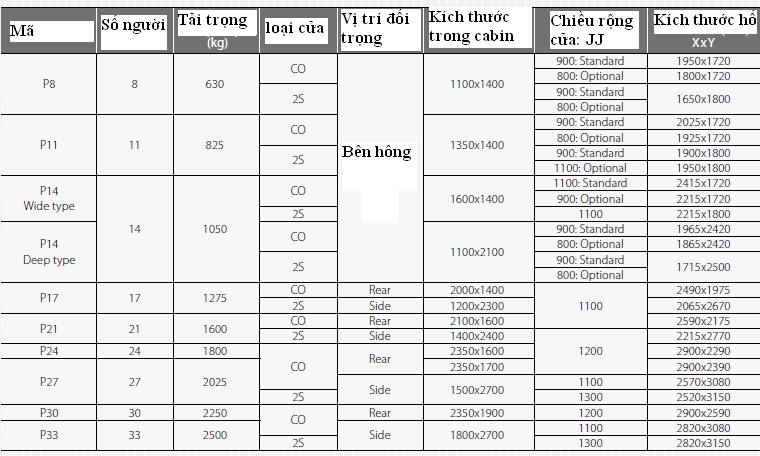 Mã Số người Tải trọng (kg) loại cửa Vị trí đối trọng Kích thước trong cabin Chiều rộng cửa: JJ Kích thước hố XxY
P8 8 630 CO Bên hông 1100x1400 900: Standard 1950x1720
800: Optional 1800x1720
2S 900: Standard 1650x1800
800: Optional
P11 11 825 CO 1350x1400 900: Standard 2025x1720
800: Optional 1925x1720
2S 900: Standard 1900x1800
1100: Optional 1950x1800
P14 Wide type 14 1050 CO 1600x1400 1100: Standard 2415x1720
900: Optional 2215x1720
2S 1100 2215x1800
P14 Deep type CO 1100x2100 900: Standard 1965x2420
800: Optional 1865x2420
2S 900: Standard 1715x2500
800: Optional
P17 17 1275 CO Rear 2000x1400 1100 2490x1975
2S Side 1200x2300 2065x2670
P21 21 1600 CO Rear 2100x1600 2590x2175
2S Side 1400x2400 1200 2215x2770
P24 24 1800 CO Rear 2350x1600 2900x2290
P27 27 2025 2350x1700 2900x2390
Side 1500x2700 1100 2570x3080
2S 1300 2520x3150
P30 30 2250 CO Rear 2350x1900 1200 2900x2590
P33 33 2500 Side 1800x2700 1100 2820x3080
2S 1300 2820x3150